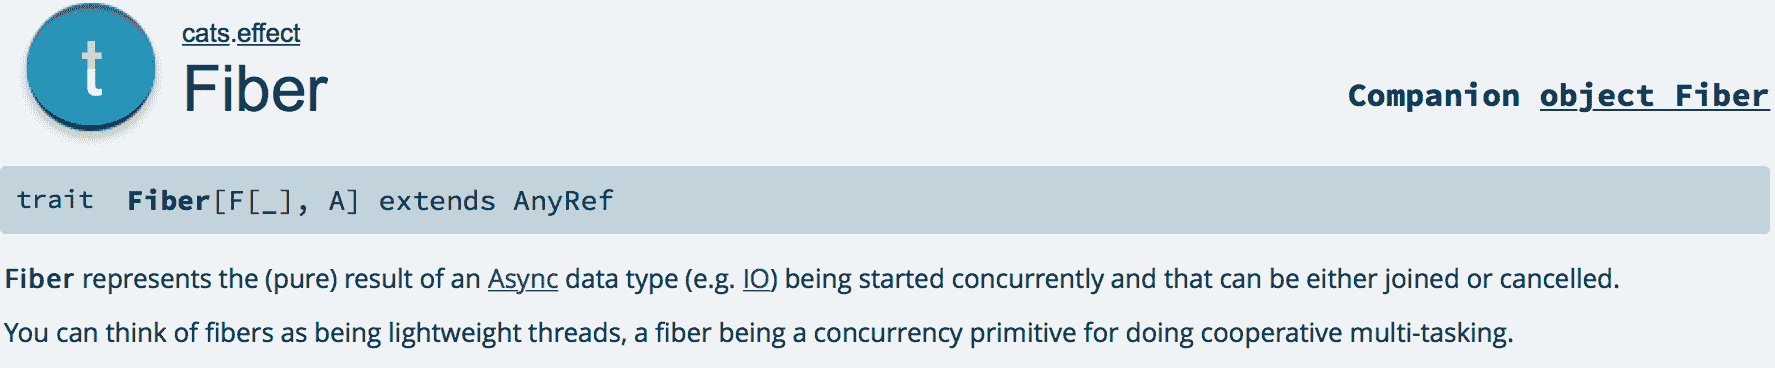 t
cats.effect
Fiber
Companion object Fiber
trait Fiber[F[_], A] extends AnyRef
Fiber represents the (pure) result of an Async data type (e.g. IO) being started concurrently and that can be either joined or cancelled.
You can think of fibers as being lightweight threads, a fiber being a concurrency primitive for doing cooperative multi-tasking.